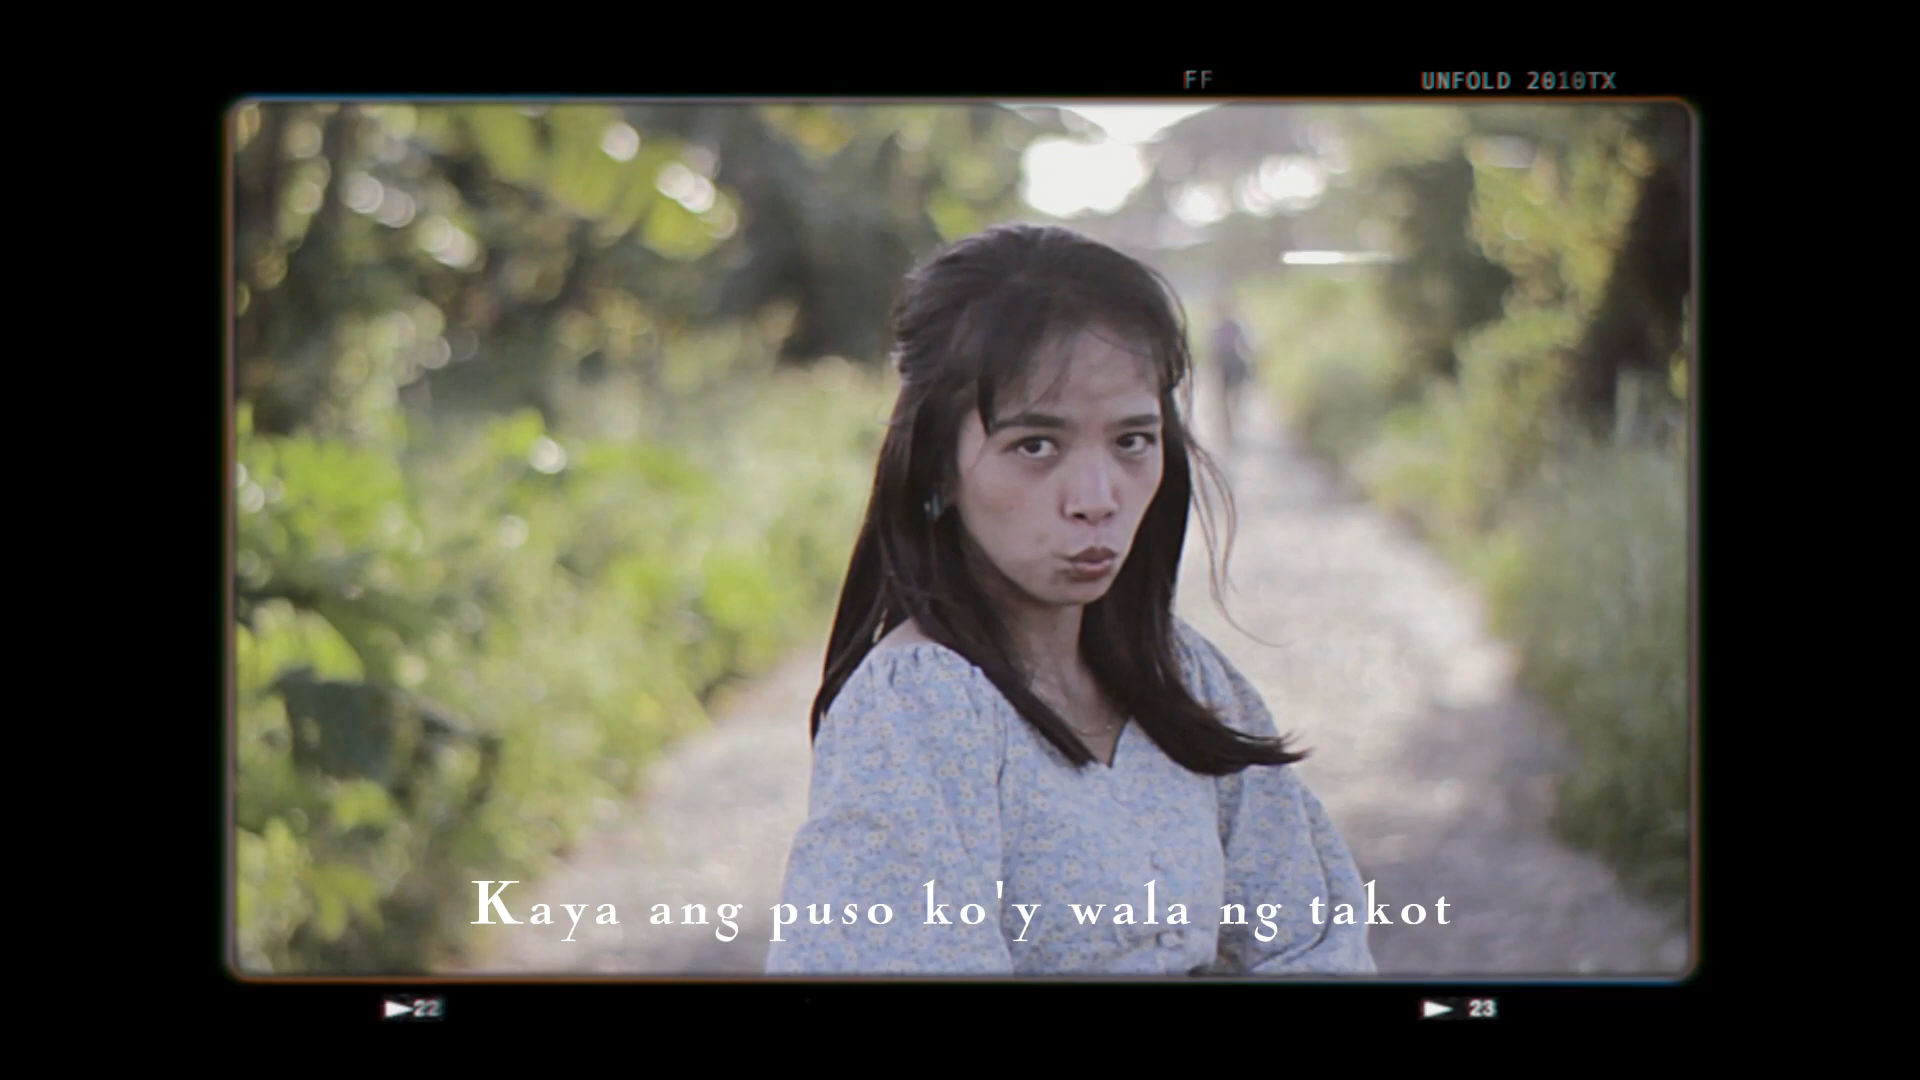 FF UNFOLD 2010TX
Kaya ang puso ko'y wala ng takot
▶22 ▶ 23